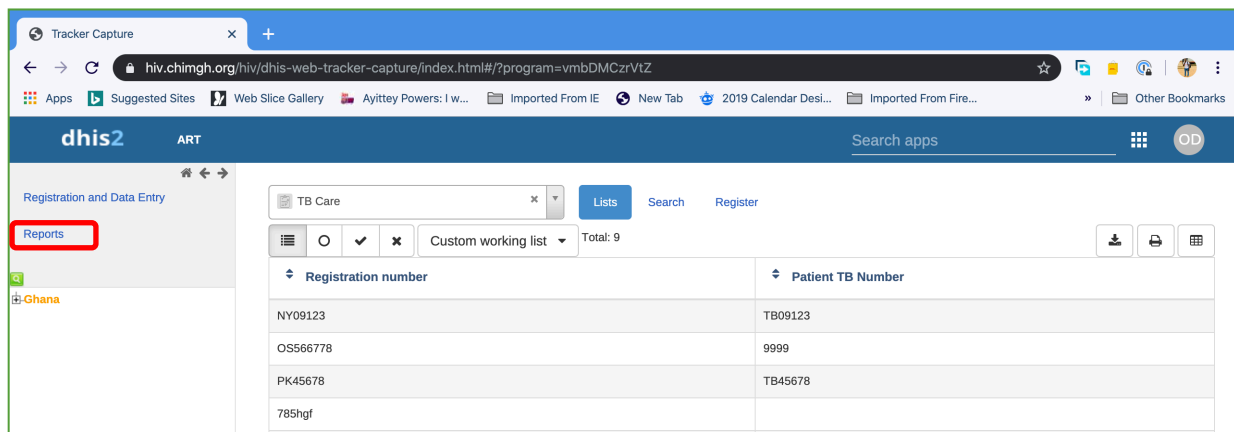 Tracker Capture
hiv.chimgh.org/hiv/dhis-web-tracker-capture/index.html#/?program=vmbDMCzrVtZ
Apps Suggested Sites Web Slice Gallery Ayittey Powers: I w... Imported From IE New Tab 2019 Calendar Desi... Imported From Fire... » Other Bookmarks
dhis2 ART Search apps OD
Registration and Data Entry
TB Care Lists Search Register
Reports
Custom working list Total: 9
Registration number Patient TB Number
Ghana
NY09123 TB09123
OS566778 9999
PK45678 TB45678
785hgf